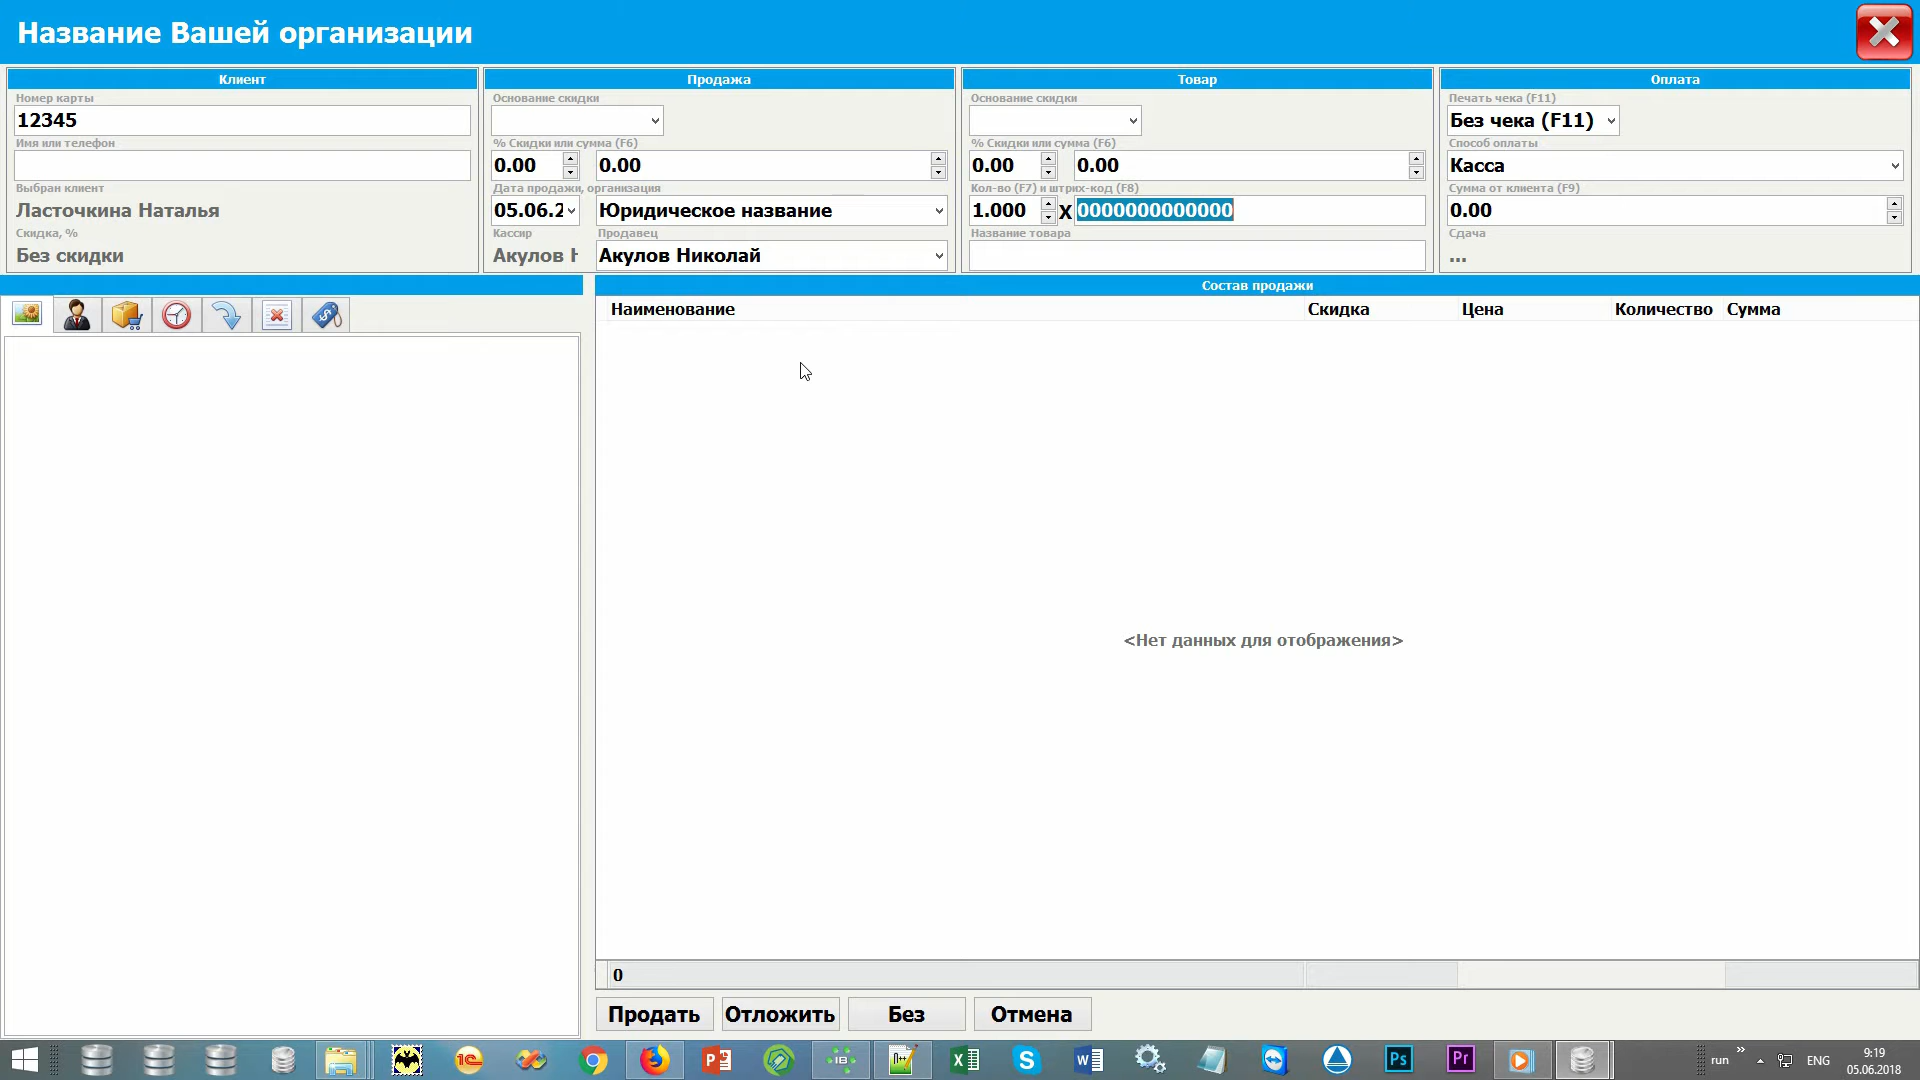 Название Вашей организации
Клиент
Номер карты
12345
Имя или телефон
Выбран клиент
Ласточкина Наталья
Скидка, %
Без скидки
Продажа
Основание скидки
% Скидки или сумма (F6)
0.00 0.00
Дата продажи, организация
05.06.2 Юридическое название
Кассир Продавец
Акулов Н Акулов Николай
Товар
Основание скидки
% Скидки или сумма (F6)
0.00 0.00
Кол-во (F7) и штрих-код (F8)
1.000 X 0000000000000
Название товара
Оплата
Печать чека (F11)
Без чека (F11)
Способ оплаты
Касса
Сумма от клиента (F9)
0.00
Сдача
...
Состав продажи
Наименование Скидка Цена Количество Сумма
<Нет данных для отображения>
0
Продать Отложить Без Отмена
run ENG 9:19
05.06.2018